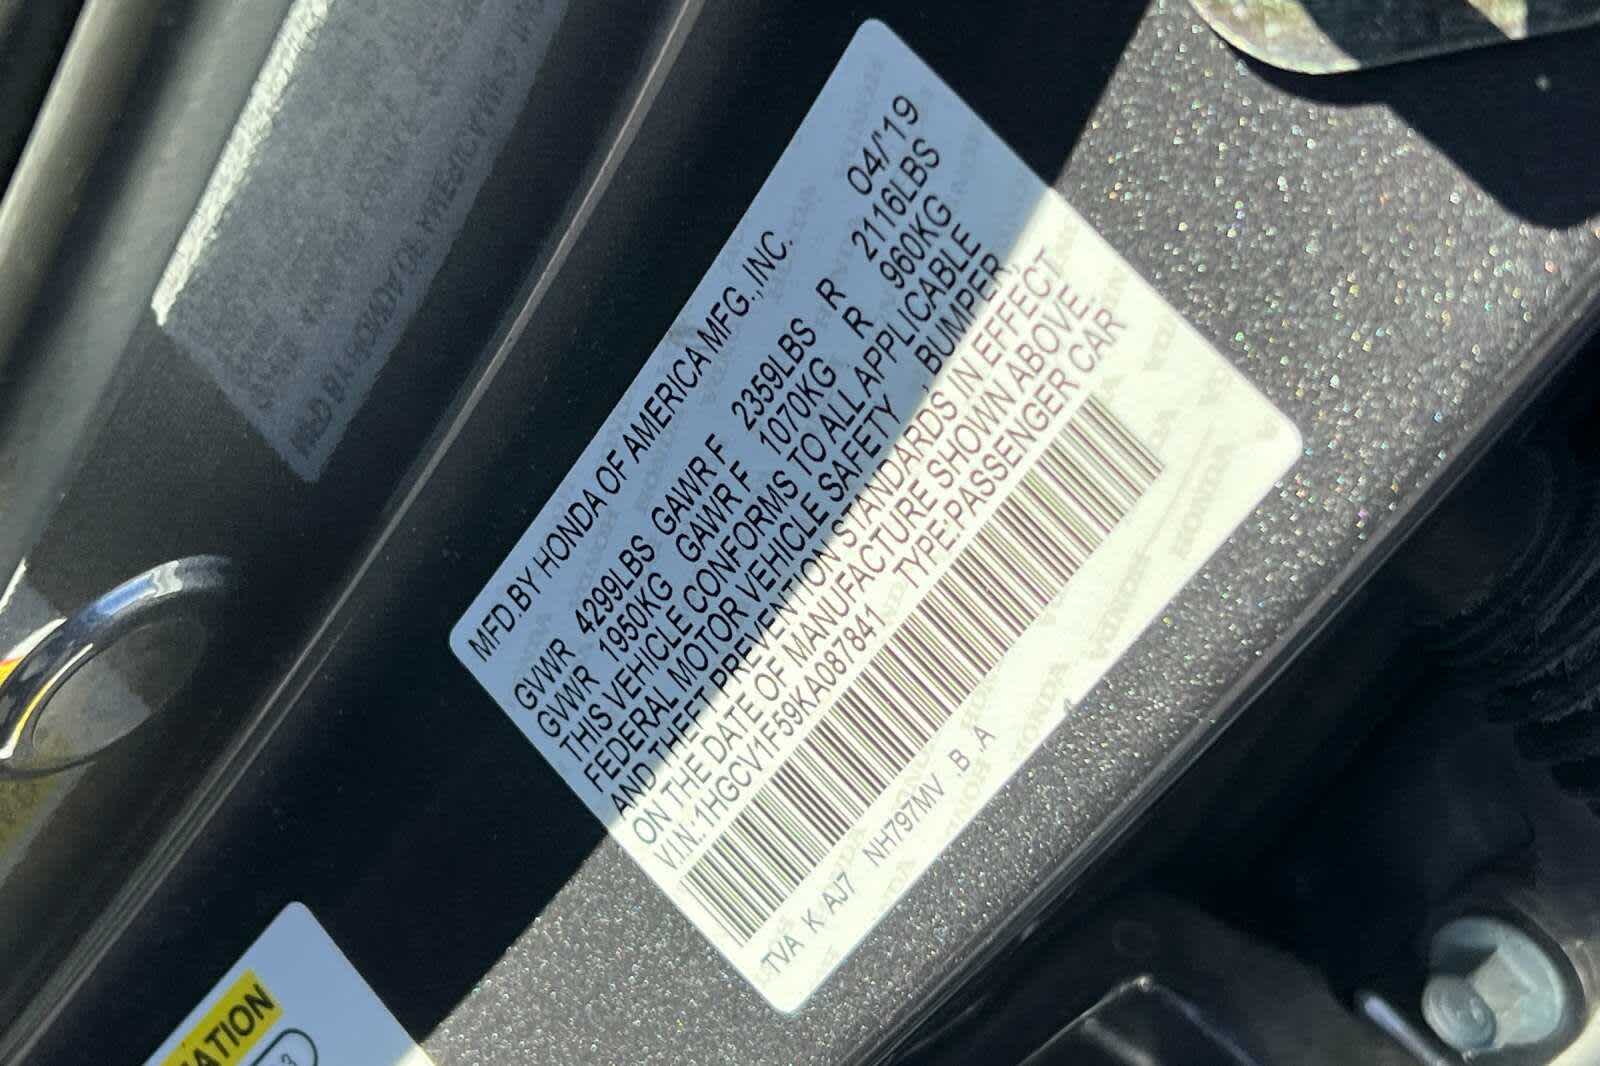 MFD.BY HONDA OF AMERICA MFG.,INC. 04/'19
GVWR 4299LBS GAWR F 2359LBS R 2116LBS
GVWR 1950KG GAWR F 1070KG R 960KG
THIS VEHICLE CONFORMS TO ALL APPLICABLE
FEDERAL MOTOR VEHICLE SAFETY ,BUMPER,
AND THEFT PREVENTION STANDARDS IN EFFECT
ON THE DATE OF MANUFACTURE SHOWN ABOVE.
V.I.N.:1HGCV1F59KA087841 TYPE:PASSENGER CAR
TVA K AJ7 NH797MV .B .A
ATION